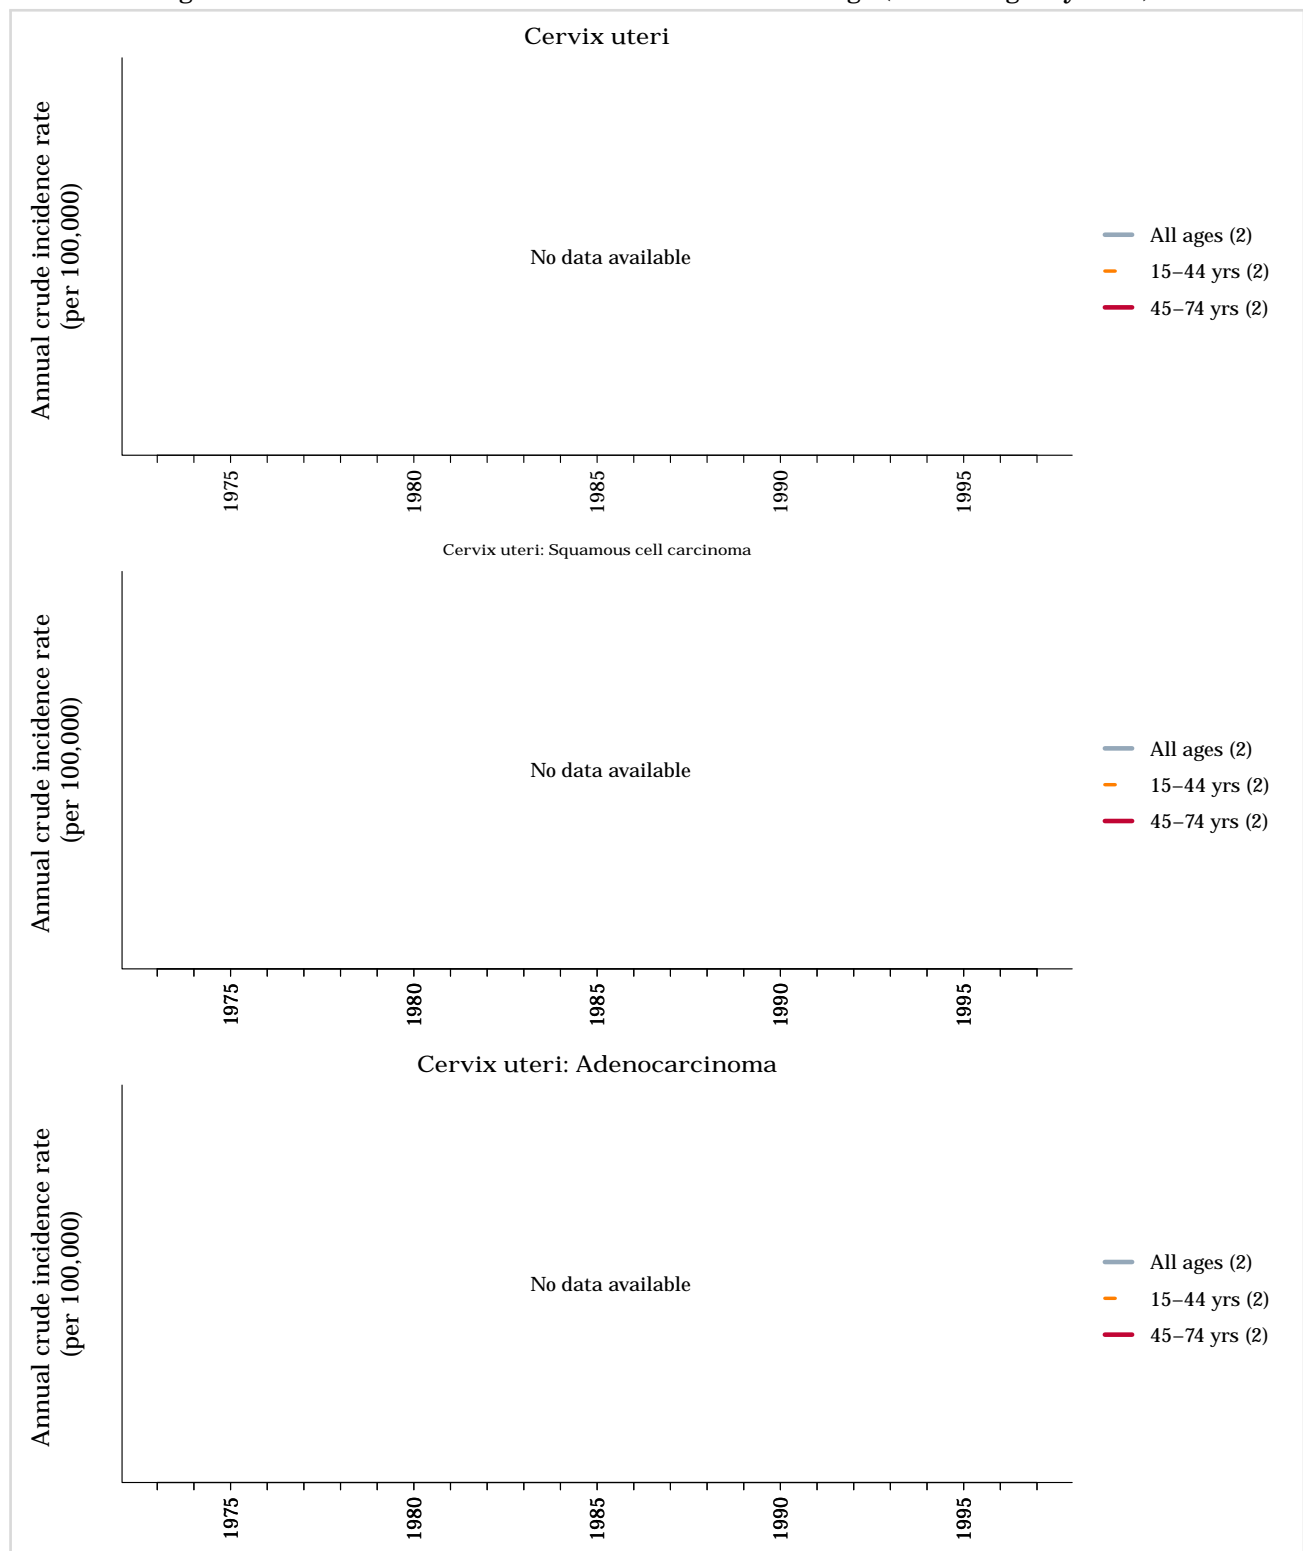 Cervix uteri
Annual crude incidence rate
(per 100,000)
No data available
All ages (2)
15–44 yrs (2)
45–74 yrs (2)
1975
1980
1985
1990
1995
Cervix uteri: Squamous cell carcinoma
Annual crude incidence rate
(per 100,000)
No data available
All ages (2)
15–44 yrs (2)
45–74 yrs (2)
1975
1980
1985
1990
1995
Cervix uteri: Adenocarcinoma
Annual crude incidence rate
(per 100,000)
No data available
All ages (2)
15–44 yrs (2)
45–74 yrs (2)
1975
1980
1985
1990
1995